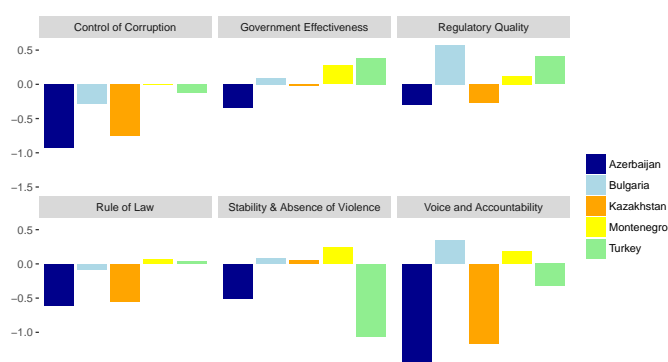 Control of Corruption
Government Effectiveness
Regulatory Quality
0.5
0.0
−0.5
−1.0
−1.5
Rule of Law
Stability & Absence of Violence
Voice and Accountability
0.5
0.0
−0.5
−1.0
Azerbaijan
Bulgaria
Kazakhstan
Montenegro
Turkey